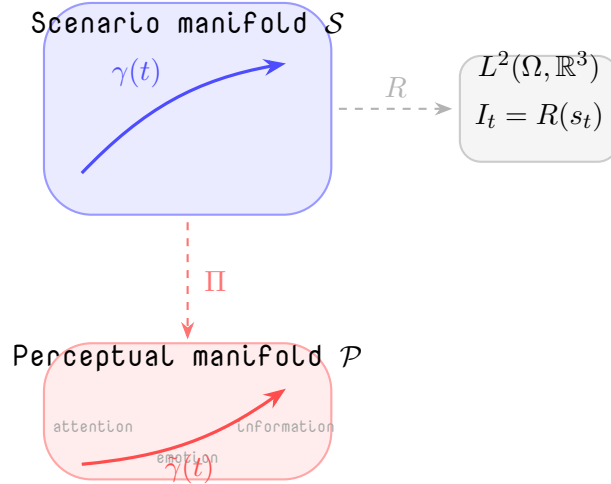 Scenario manifold 𝒮
γ(t)
R
L²(Ω, ℝ³)
I_t = R(s_t)
Π
Perceptual manifold 𝒫
attention
information
emotion
γ̃(t)